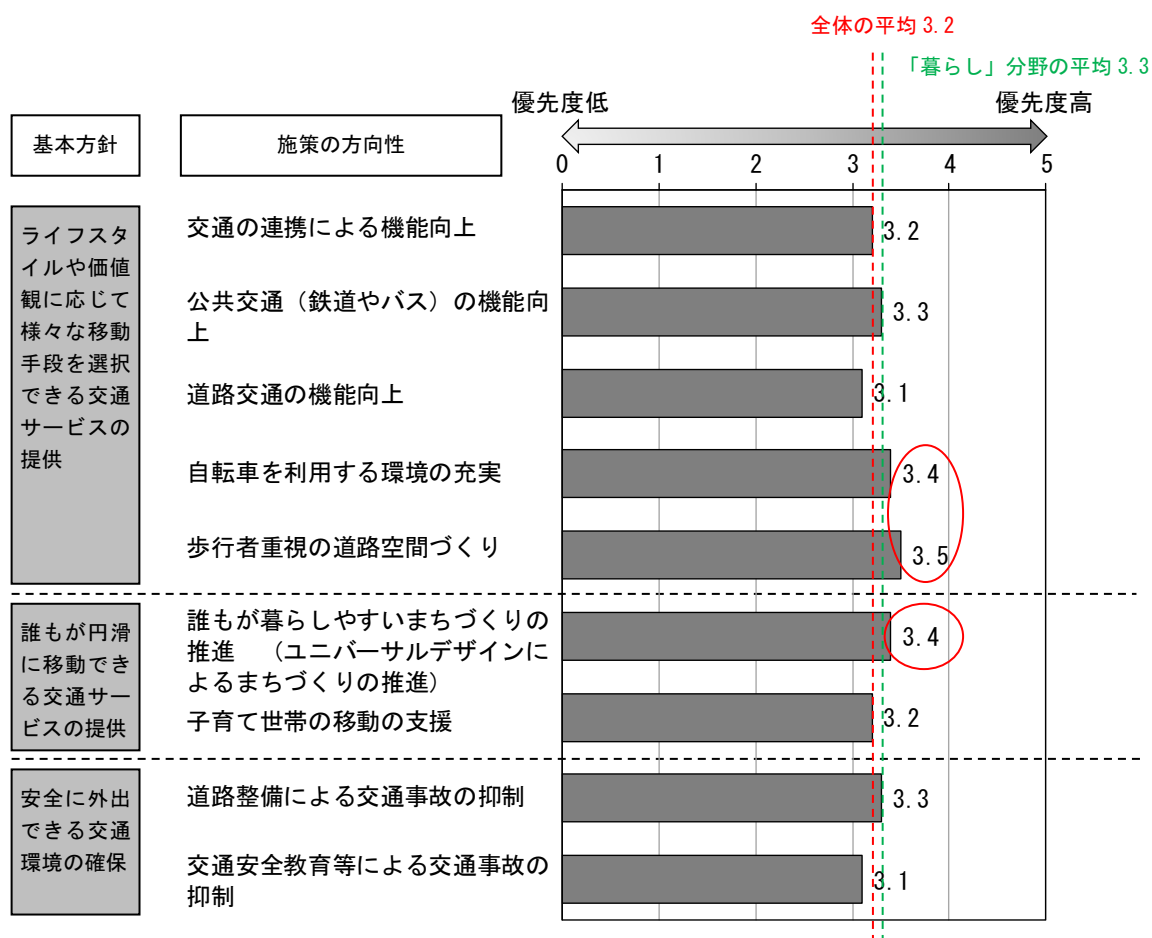 全体の平均 3.2
「暮らし」分野の平均 3.3
優先度低
優先度高
基本方針
施策の方向性
0 1 2 3 4 5
ライフスタ
イルや価値
観に応じて
様々な移動
手段を選択
できる交通
サービスの
提供
交通の連携による機能向上
3.2
公共交通（鉄道やバス）の機能向
上
3.3
道路交通の機能向上
3.1
自転車を利用する環境の充実
3.4
歩行者重視の道路空間づくり
3.5
誰もが円滑
に移動でき
る交通サー
ビスの提供
誰もが暮らしやすいまちづくりの
推進　（ユニバーサルデザインに
よるまちづくりの推進）
3.4
子育て世帯の移動の支援
3.2
安全に外出
できる交通
環境の確保
道路整備による交通事故の抑制
3.3
交通安全教育等による交通事故の
抑制
3.1